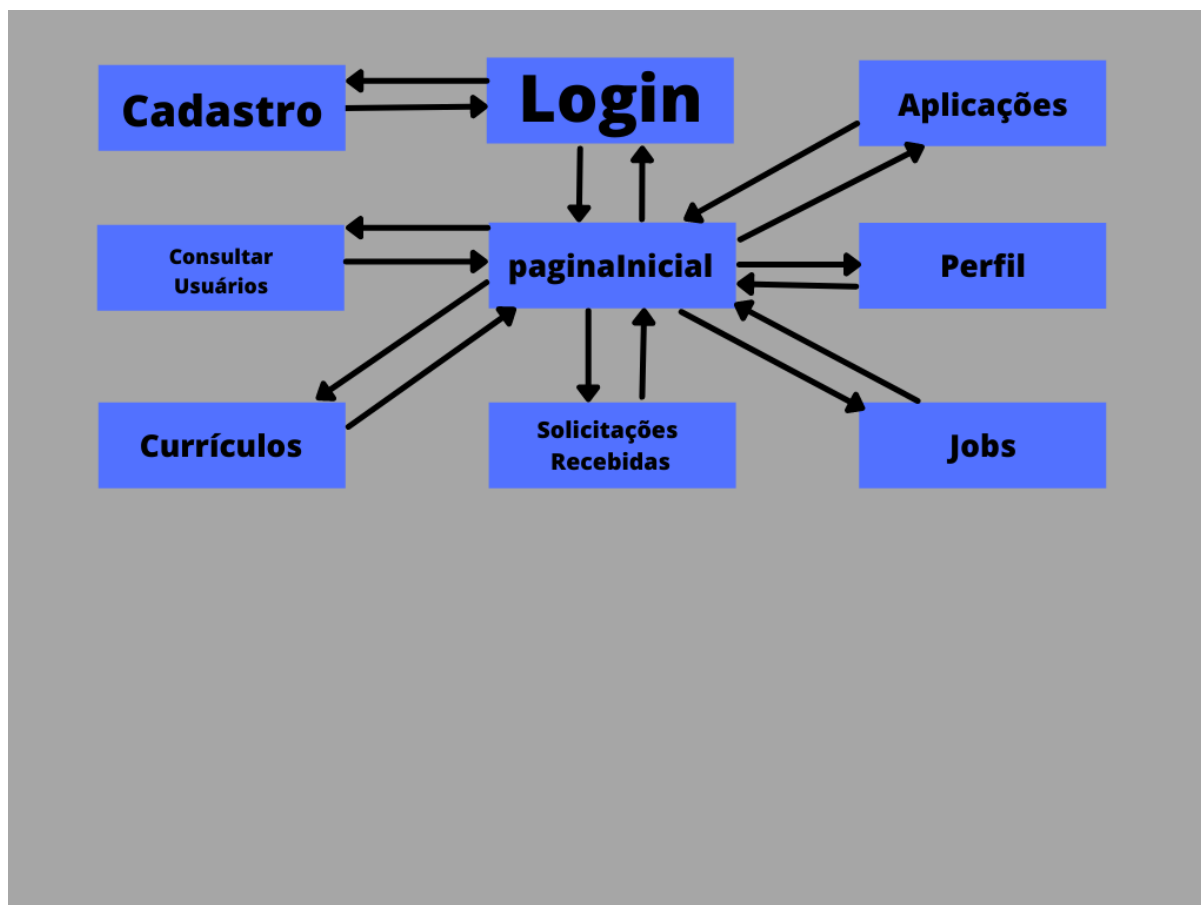 Cadastro
Login
Aplicações
Consultar
Usuários
paginaInicial
Perfil
Currículos
Solicitações
Recebidas
Jobs